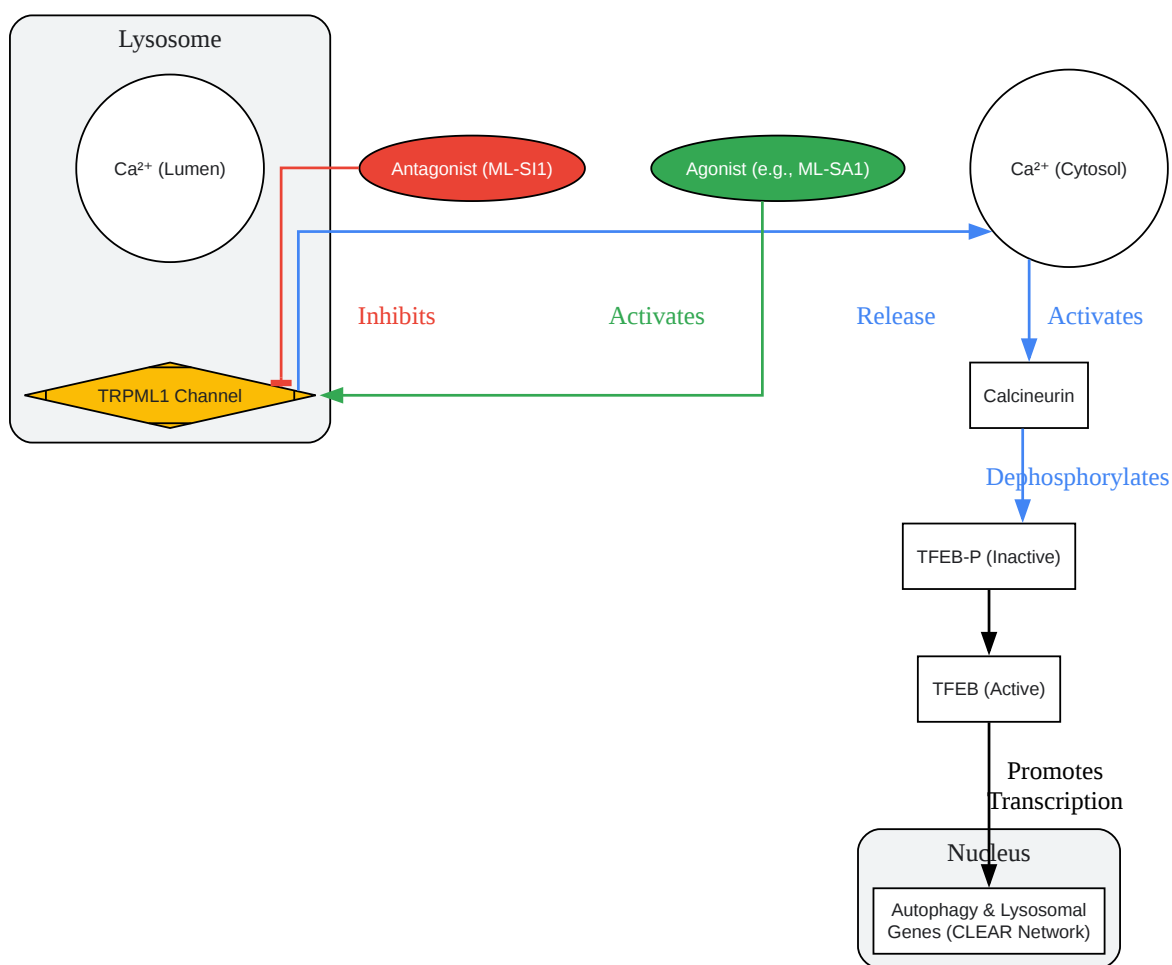 Lysosome
Ca²⁺ (Lumen)
Antagonist (ML-SI1)
Agonist (e.g., ML-SA1)
Ca²⁺ (Cytosol)
Inhibits
Activates
Release
Activates
TRPML1 Channel
Calcineurin
Dephosphorylates
TFEB-P (Inactive)
TFEB (Active)
Promotes
Transcription
Nucleus
Autophagy & Lysosomal
Genes (CLEAR Network)